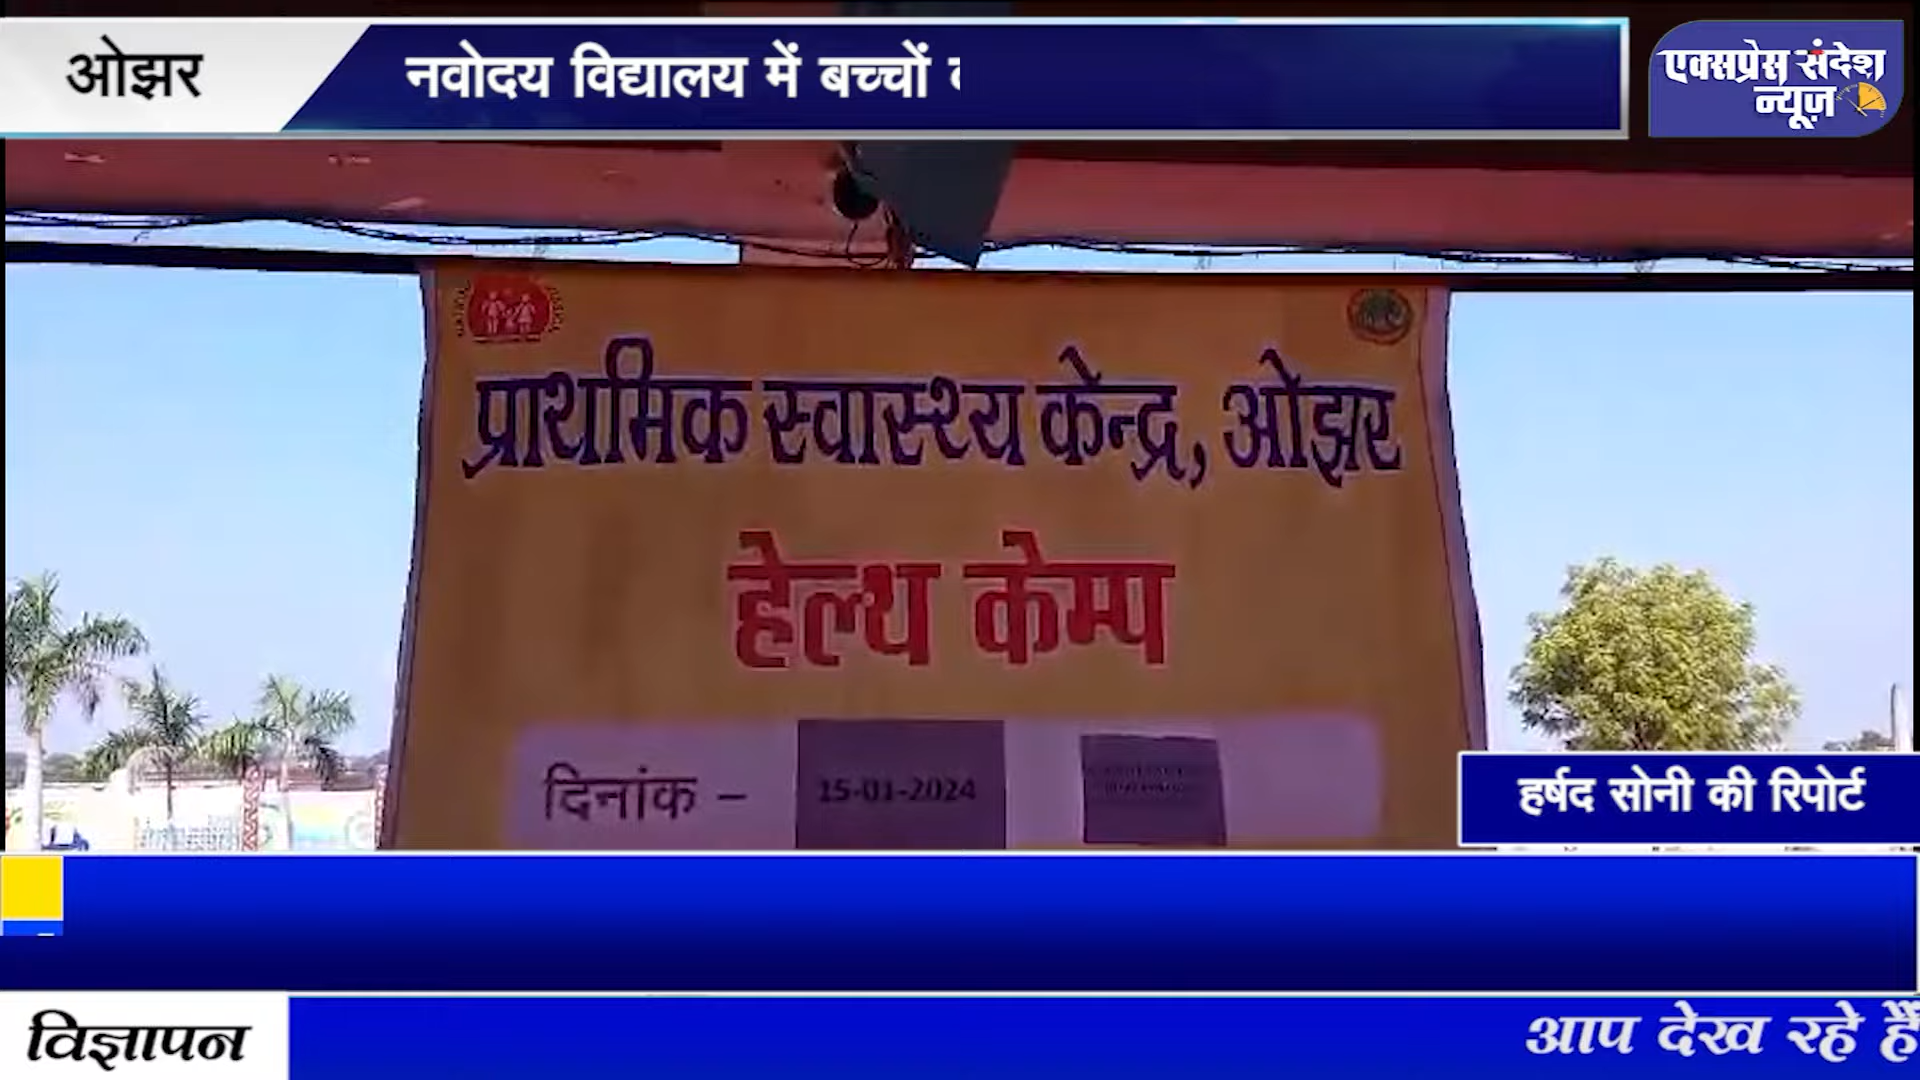 ओझर
नवोदय विद्यालय में बच्चों
एक्सप्रेस संदेश
न्यूज़
प्राथमिक स्वास्थ्य केन्द्र, ओझर
हेल्थ केम्प
दिनांक – 15-01-2024
हर्षद सोनी की रिपोर्ट
विज्ञापन
आप देख रहे हैं